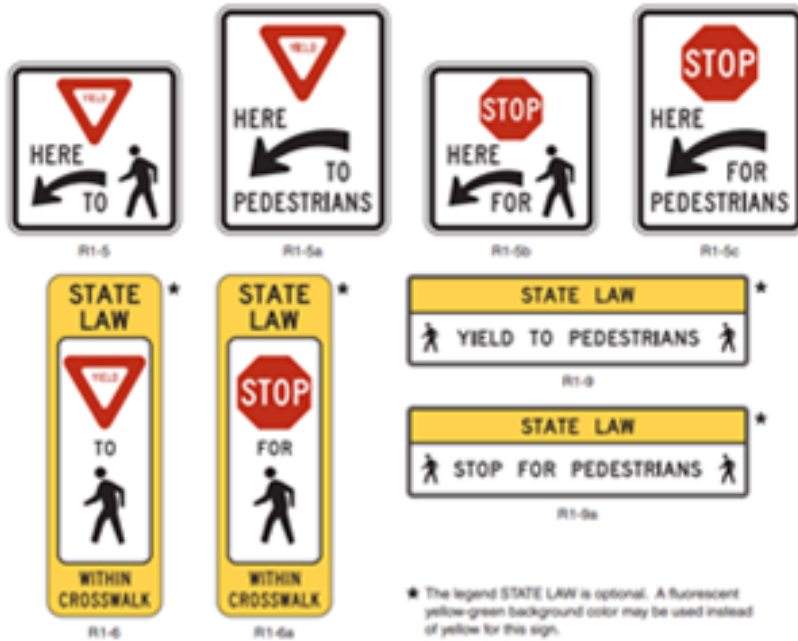 YIELD
HERE
TO
R1-5
YIELD
HERE
TO
PEDESTRIANS
R1-5a
STOP
HERE
FOR
R1-5b
STOP
HERE
FOR
PEDESTRIANS
R1-5c
STATE
LAW
*
YIELD
TO
WITHIN
CROSSWALK
R1-6
STATE
LAW
*
STOP
FOR
WITHIN
CROSSWALK
R1-6a
STATE LAW
*
YIELD TO PEDESTRIANS
R1-9
STATE LAW
*
STOP FOR PEDESTRIANS
R1-9a
* The legend STATE LAW is optional. A fluorescent
yellow-green background color may be used instead
of yellow for this sign.